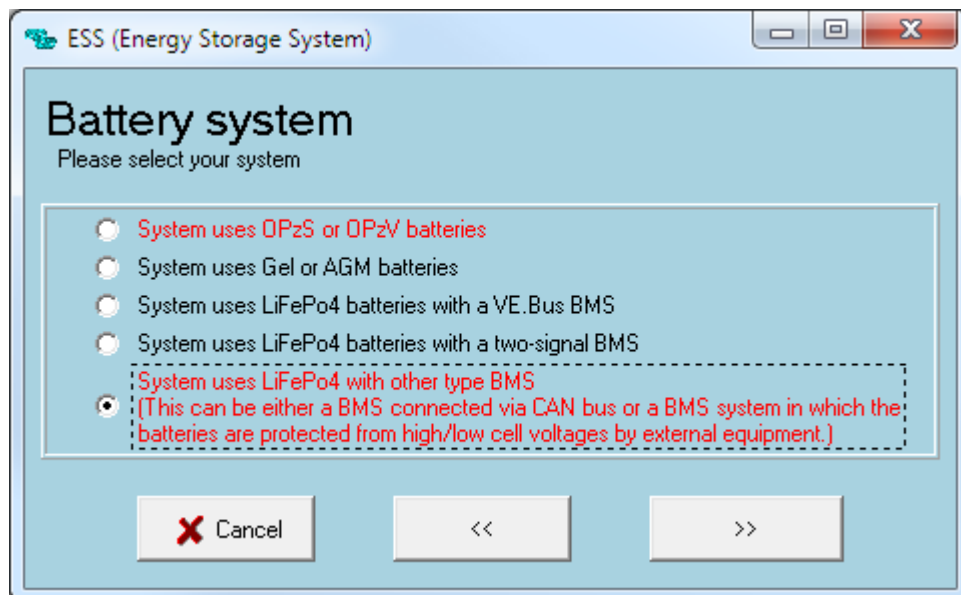 ESS (Energy Storage System)
Battery system
Please select your system
System uses OPzS or OPzV batteries
System uses Gel or AGM batteries
System uses LiFePo4 batteries with a VE.Bus BMS
System uses LiFePo4 batteries with a two-signal BMS
System uses LiFePo4 with other type BMS
(This can be either a BMS connected via CAN bus or a BMS system in which the
batteries are protected from high/low cell voltages by external equipment.)
Cancel
<<
>>